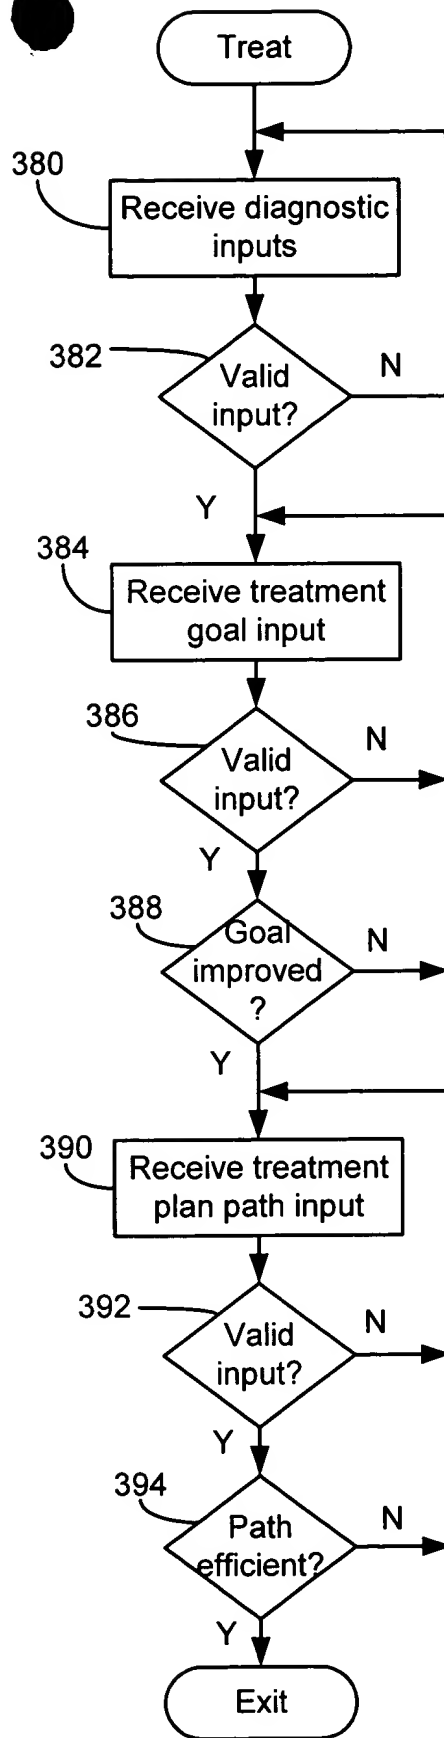 Treat
380
Receive diagnostic
inputs
382
Valid
input?
N
Y
384
Receive treatment
goal input
386
Valid
input?
N
Y
388
Goal
improved
?
N
Y
390
Receive treatment
plan path input
392
Valid
input?
N
Y
394
Path
efficient?
N
Y
Exit